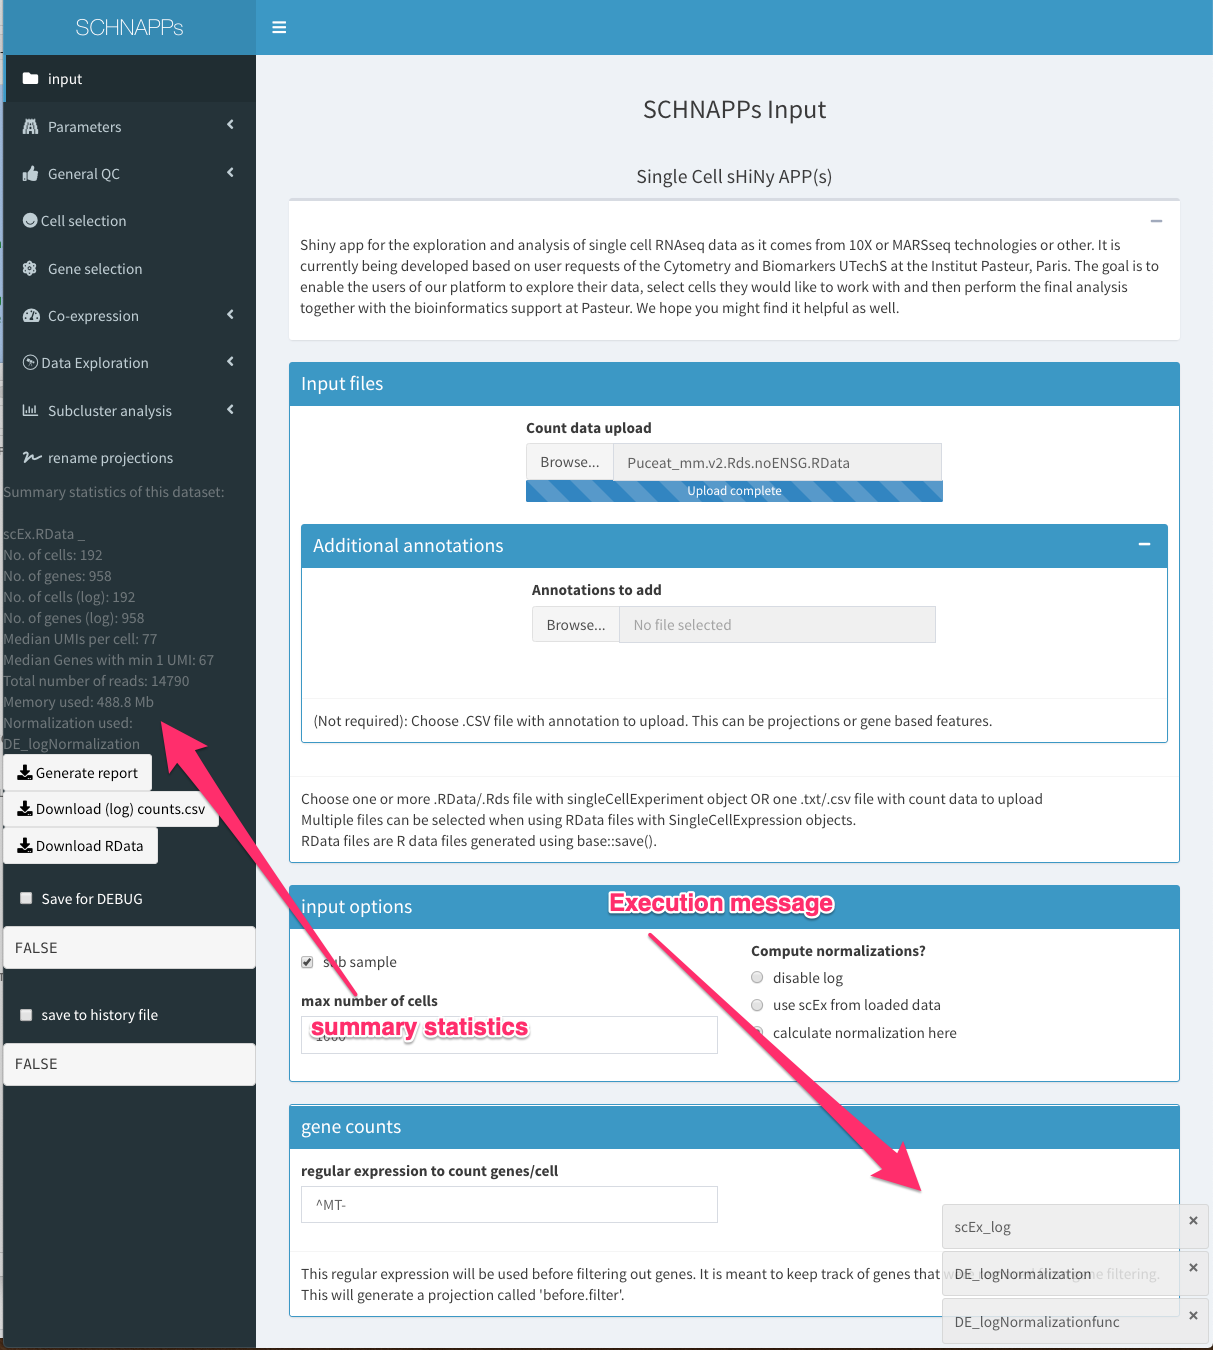 SCHNAPPs
input
Parameters
General QC
Cell selection
Gene selection
Co-expression
Data Exploration
Subcluster analysis
rename projections
Summary statistics of this dataset:
scEx.RData _
No. of cells: 192
No. of genes: 958
No. of cells (log): 192
No. of genes (log): 958
Median UMIs per cell: 77
Median Genes with min 1 UMI: 67
Total number of reads: 14790
Memory used: 488.8 Mb
Normalization used:
DE_logNormalization
Generate report
Download (log) counts.csv
Download RData
Save for DEBUG
FALSE
save to history file
FALSE
SCHNAPPs Input
Single Cell sHiNy APP(s)
Shiny app for the exploration and analysis of single cell RNAseq data as it comes from 10X or MARSseq technologies or other. It is
currently being developed based on user requests of the Cytometry and Biomarkers UTechS at the Institut Pasteur, Paris. The goal is to
enable the users of our platform to explore their data, select cells they would like to work with and then perform the final analysis
together with the bioinformatics support at Pasteur. We hope you might find it helpful as well.
Input files
Count data upload
Browse... Puceat_mm.v2.Rds.noENSG.RData
Upload complete
Additional annotations
Annotations to add
Browse... No file selected
(Not required): Choose .CSV file with annotation to upload. This can be projections or gene based features.
Choose one or more .RData/.Rds file with singleCellExperiment object OR one .txt/.csv file with count data to upload
Multiple files can be selected when using RData files with SingleCellExpression objects.
RData files are R data files generated using base::save().
input options
Execution message
sub sample
max number of cells
1000
summary statistics
Compute normalizations?
disable log
use scEx from loaded data
calculate normalization here
gene counts
regular expression to count genes/cell
^MT-
This regular expression will be used before filtering out genes. It is meant to keep track of genes that gene filtering.
This will generate a projection called 'before.filter'.
scEx_log
DE_logNormalization
DE_logNormalizationfunc